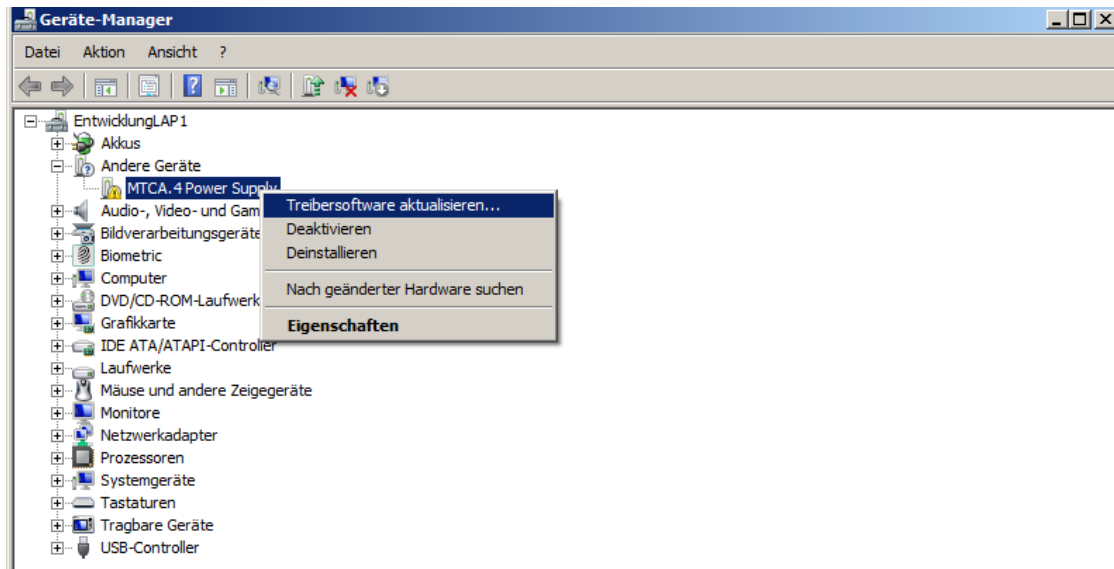 Geräte-Manager
Datei Aktion Ansicht ?
EntwicklungLAP1
Akkus
Andere Geräte
MTCA.4 Power Supply
Treibersoftware aktualisieren...
Audio-, Video- und Gam
Deaktivieren
Bildverarbeitungsgeräte
Deinstallieren
Biometric
Computer
Nach geänderter Hardware suchen
DVD/CD-ROM-Laufwerk
Grafikkarte
Eigenschaften
IDE ATA/ATAPI-Controller
Laufwerke
Mäuse und andere Zeigegeräte
Monitore
Netzwerkadapter
Prozessoren
Systemgeräte
Tastaturen
Tragbare Geräte
USB-Controller